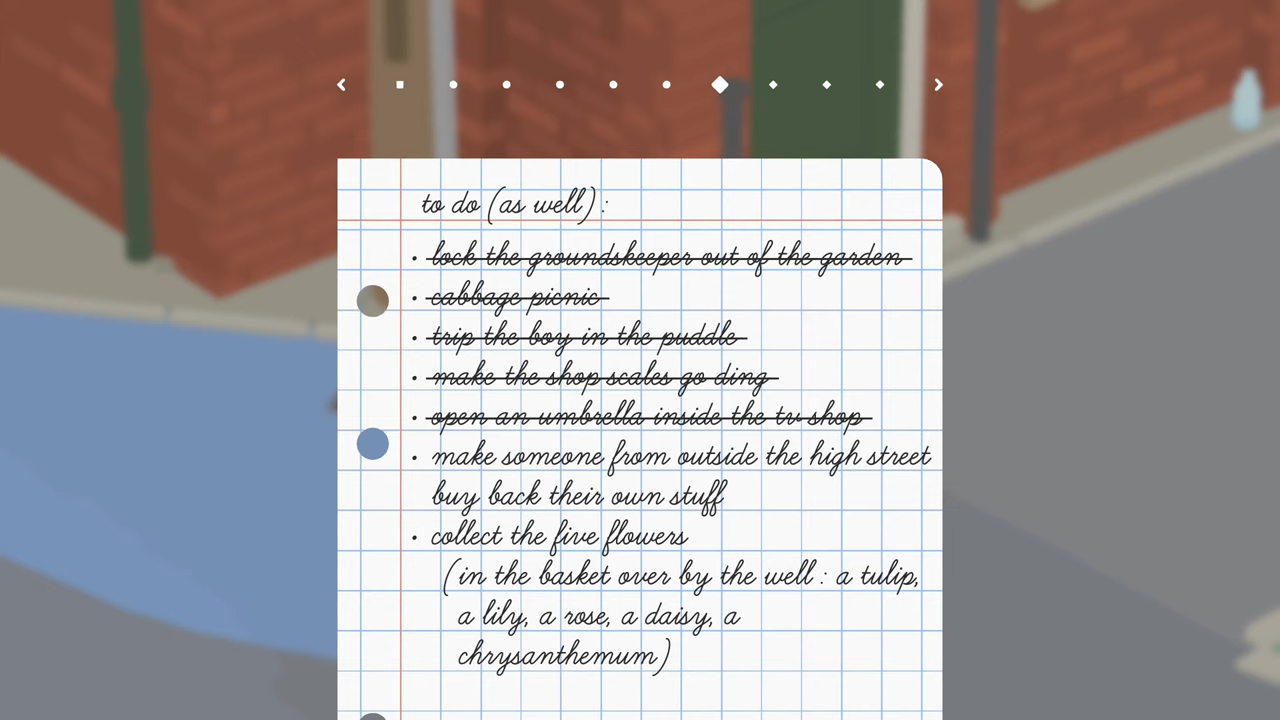 to do (as well) :
• lock the groundskeeper out of the garden
• cabbage picnic
• trip the boy in the puddle
• make the shop scales go ding
• open an umbrella inside the tv shop
• make someone from outside the high street
buy back their own stuff
• collect the five flowers
(in the basket over by the well : a tulip,
a lily, a rose, a daisy, a
chrysanthemum)